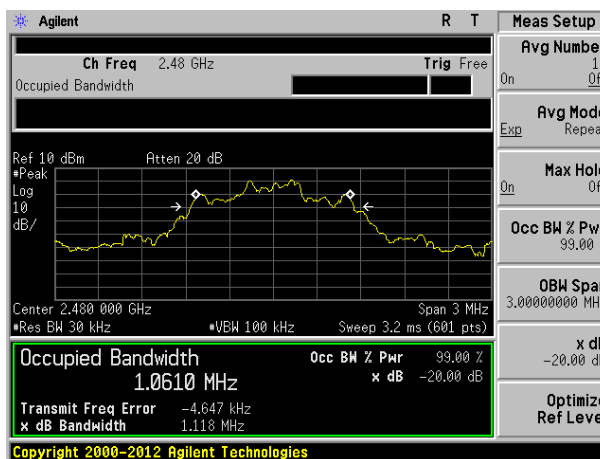 Agilent R T Meas Setup
Ch Freq 2.48 GHz Trig Free
Occupied Bandwidth
Ref 10 dBm Atten 20 dB
#Peak
Log
10
dB/
Center 2.480 000 GHz Span 3 MHz
#Res BW 30 kHz #VBW 100 kHz Sweep 3.2 ms (601 pts)
Occupied Bandwidth Occ BW % Pwr 99.00 %
1.0610 MHz x dB -20.00 dB
Transmit Freq Error -4.647 kHz
x dB Bandwidth 1.118 MHz
Copyright 2000-2012 Agilent Technologies
Avg Numbe
1
On Of
Avg Mod
Exp Repea
Max Hol
On Of
Occ BW % Pw
99.00
OBW Spa
3.00000000 MH
x d
-20.00 d
Optimiz
Ref Leve